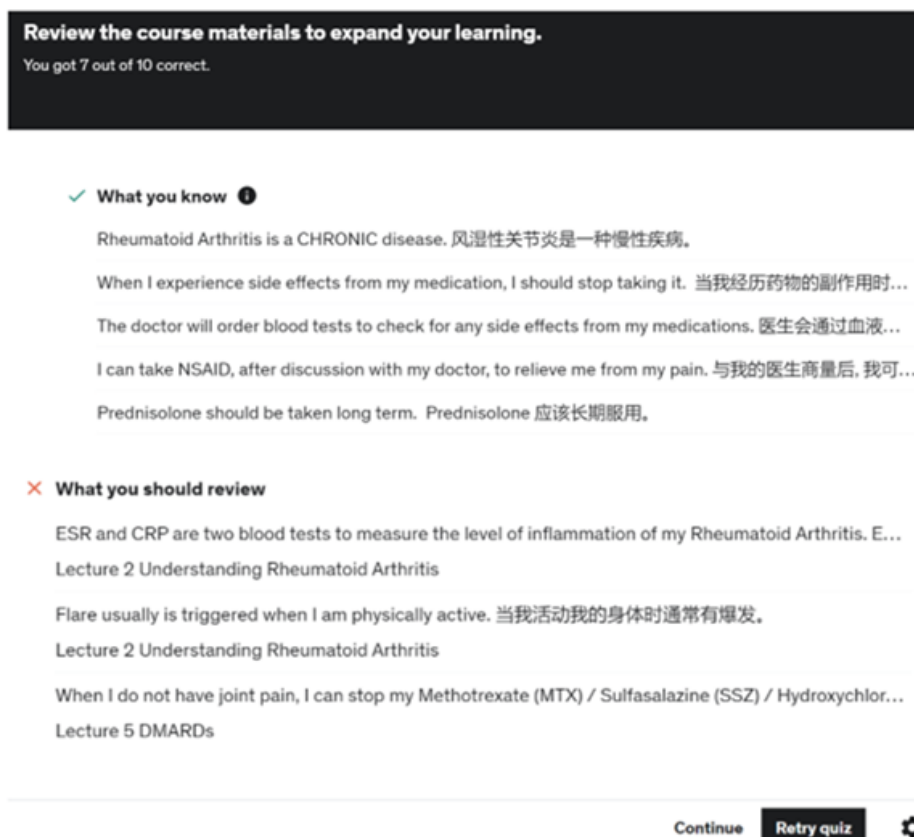 Review the course materials to expand your learning.
You got 7 out of 10 correct.
What you know
Rheumatoid Arthritis is a CHRONIC disease. 风湿性关节炎是一种慢性疾病。
When I experience side effects from my medication, I should stop taking it. 当我经历药物的副作用时...
The doctor will order blood tests to check for any side effects from my medications. 医生会通过血液...
I can take NSAID, after discussion with my doctor, to relieve me from my pain. 与我的医生商量后, 我可...
Prednisolone should be taken long term. Prednisolone 应该长期服用。
What you should review
ESR and CRP are two blood tests to measure the level of inflammation of my Rheumatoid Arthritis. E...
Lecture 2 Understanding Rheumatoid Arthritis
Flare usually is triggered when I am physically active. 当我活动我的身体时通常有爆发。
Lecture 2 Understanding Rheumatoid Arthritis
When I do not have joint pain, I can stop my Methotrexate (MTX) / Sulfasalazine (SSZ) / Hydroxychlor...
Lecture 5 DMARDs
Continue Retry quiz